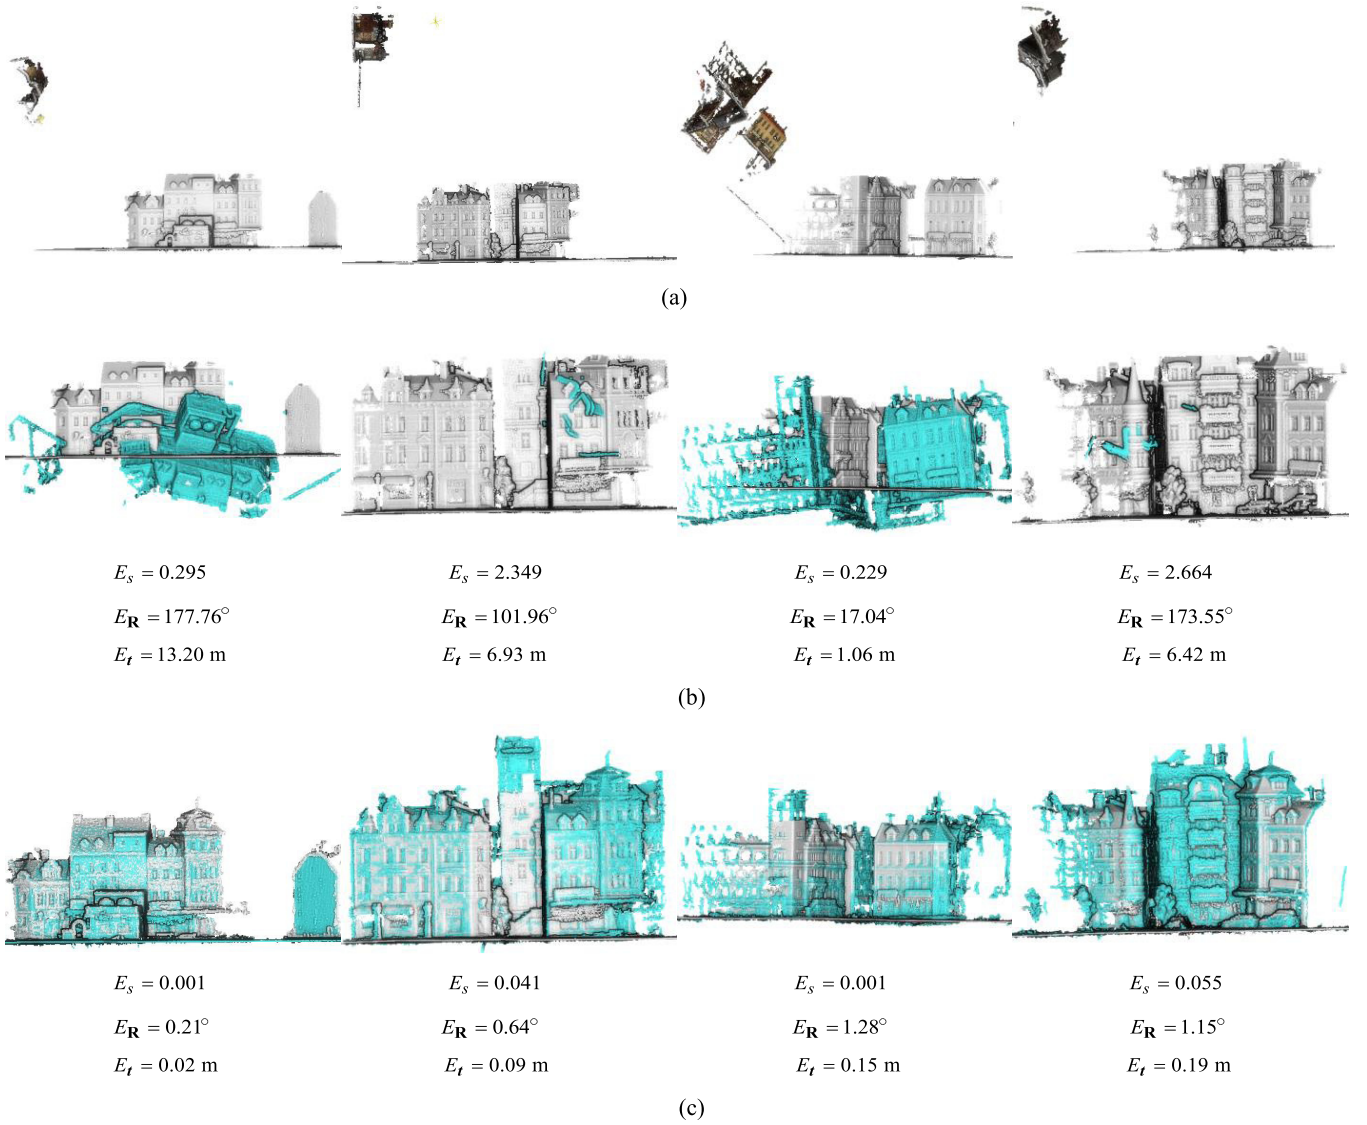 (a)
E_s = 0.295 E_s = 2.349 E_s = 0.229 E_s = 2.664
E_R = 177.76° E_R = 101.96° E_R = 17.04° E_R = 173.55°
E_t = 13.20 m E_t = 6.93 m E_t = 1.06 m E_t = 6.42 m
(b)
E_s = 0.001 E_s = 0.041 E_s = 0.001 E_s = 0.055
E_R = 0.21° E_R = 0.64° E_R = 1.28° E_R = 1.15°
E_t = 0.02 m E_t = 0.09 m E_t = 0.15 m E_t = 0.19 m
(c)